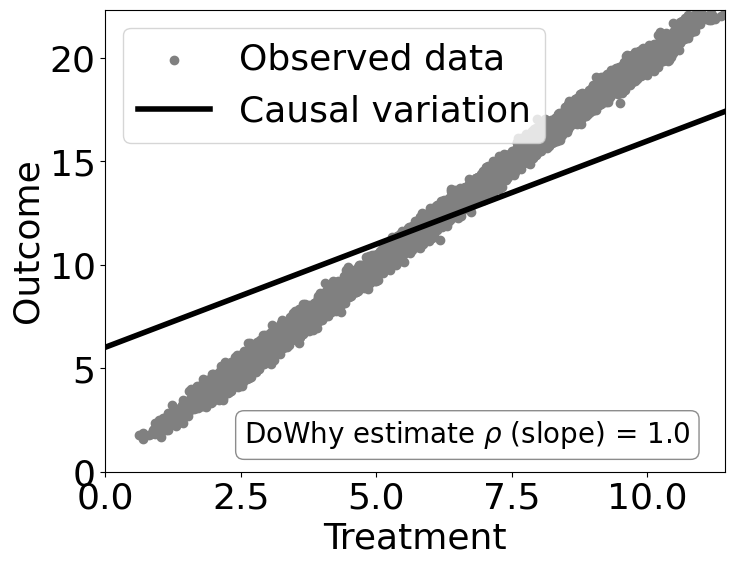 Observed data
Causal variation
Outcome
20
15
10
5
0
DoWhy estimate ρ (slope) = 1.0
0.0 2.5 5.0 7.5 10.0
Treatment